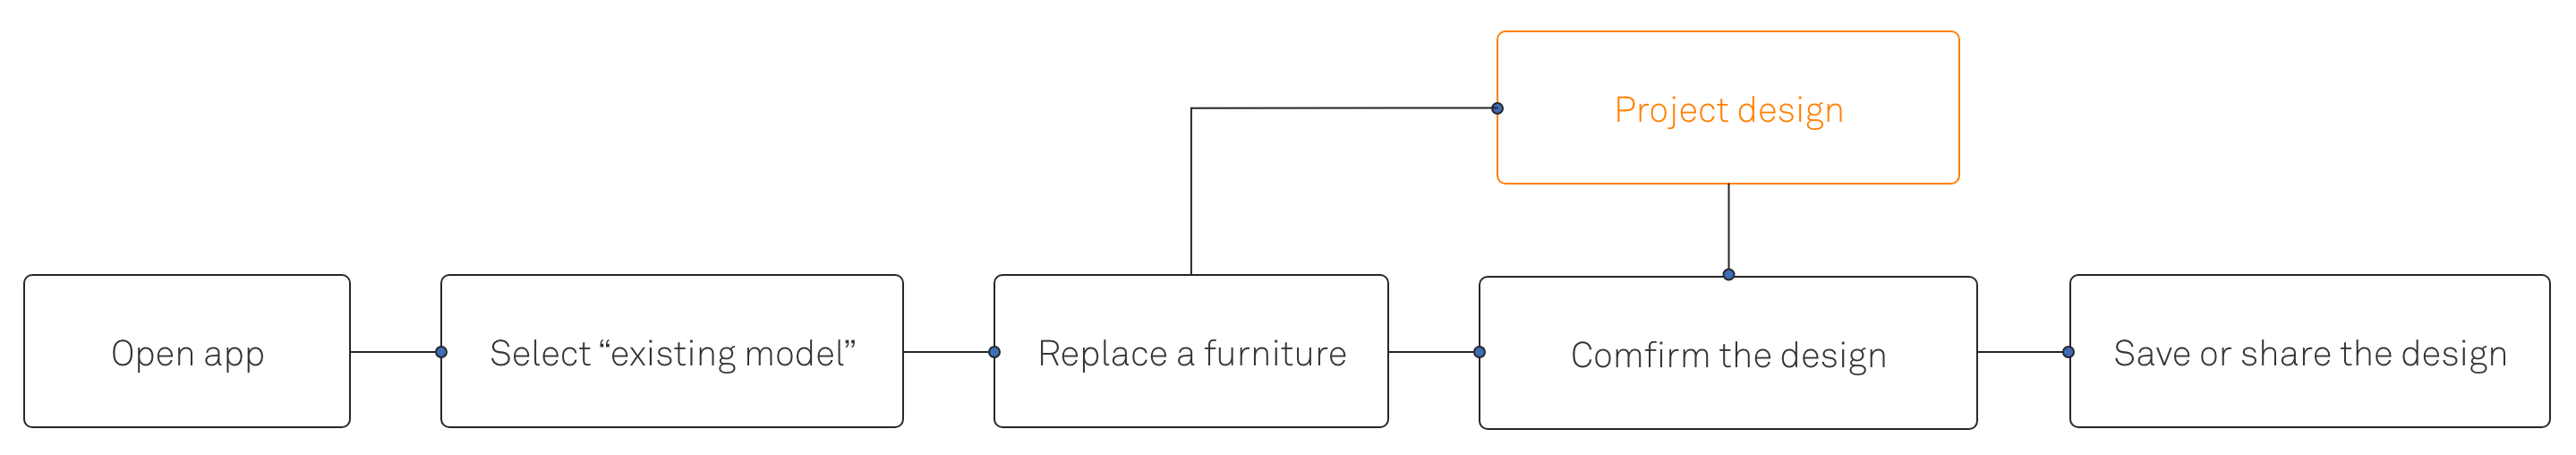 Project design
Open app
Select “existing model”
Replace a furniture
Comfirm the design
Save or share the design